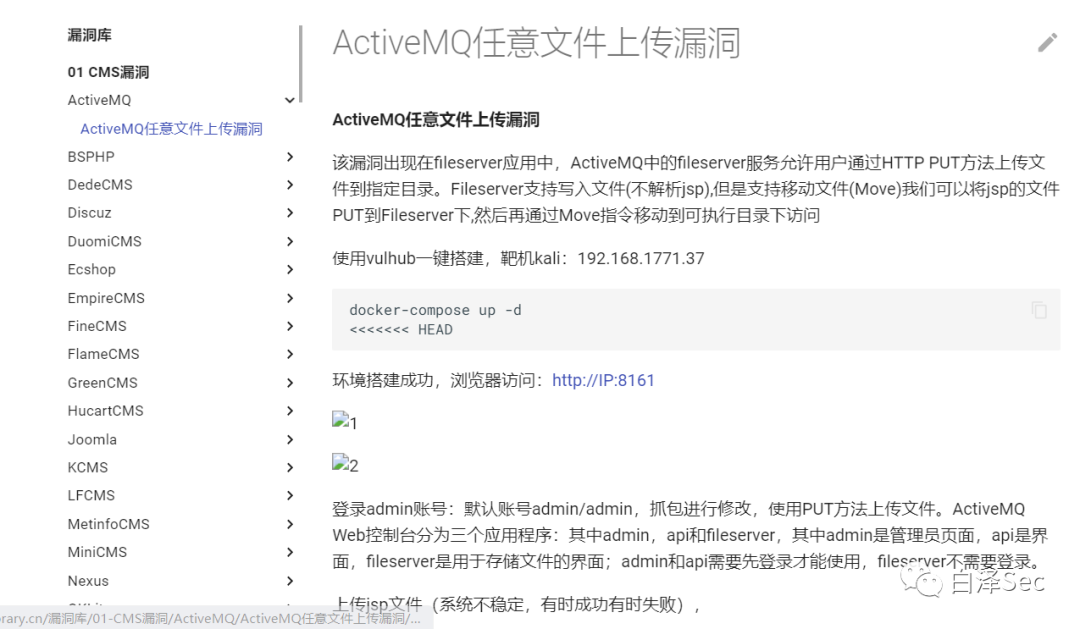 漏洞库
01 CMS漏洞
ActiveMQ
ActiveMQ任意文件上传漏洞
BSPHP
DedeCMS
Discuz
DuomiCMS
Ecshop
EmpireCMS
FineCMS
FlameCMS
GreenCMS
HucartCMS
Joomla
KCMS
LFCMS
MetinfoCMS
MiniCMS
Nexus
ActiveMQ任意文件上传漏洞
ActiveMQ任意文件上传漏洞
该漏洞出现在fileserver应用中，ActiveMQ中的fileserver服务允许用户通过HTTP PUT方法上传文
件到指定目录。Fileserver支持写入文件(不解析jsp),但是支持移动文件(Move)我们可以将jsp的文件
PUT到Fileserver下,然后再通过Move指令移动到可执行目录下访问
使用vulhub一键搭建，靶机kali：192.168.1771.37
docker-compose up -d
<<<<<<< HEAD
环境搭建成功，浏览器访问：http://IP:8161
1
2
登录admin账号：默认账号admin/admin，抓包进行修改，使用PUT方法上传文件。ActiveMQ
Web控制台分为三个应用程序：其中admin，api和fileserver，其中admin是管理员页面，api是界
面，fileserver是用于存储文件的界面；admin和api需要先登录才能使用，fileserver不需要登录。
上传jsp文件（系统不稳定，有时成功有时失败），
白泽Sec
brary.cn/漏洞库/01-CMS漏洞/ActiveMQ/ActiveMQ任意文件上传漏洞/...